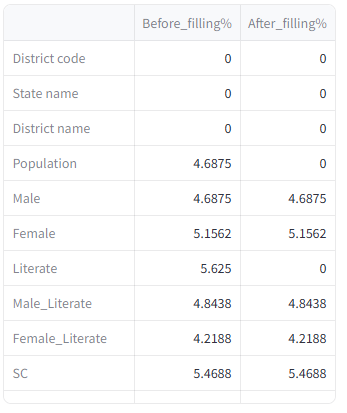 Before_filling% After_filling%
District code 0 0
State name 0 0
District name 0 0
Population 4.6875 0
Male 4.6875 4.6875
Female 5.1562 5.1562
Literate 5.625 0
Male_Literate 4.8438 4.8438
Female_Literate 4.2188 4.2188
SC 5.4688 5.4688